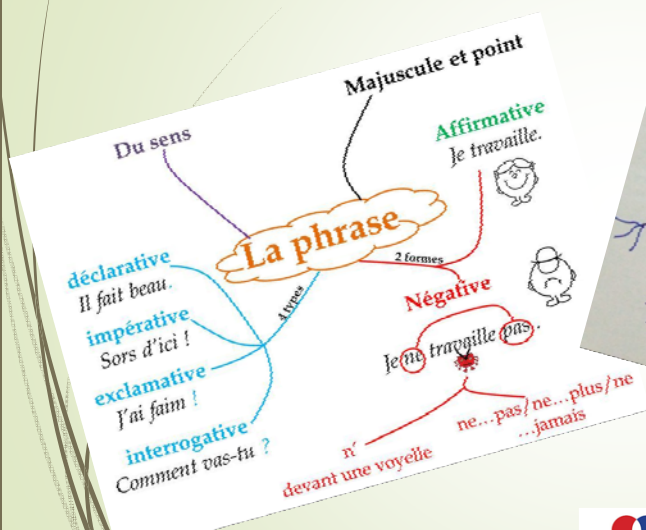 Majuscule et point
Du sens
Affirmative
Je travaille.
La phrase
2 formes
4 types
déclarative
Il fait beau.
impérative
Sors d'ici !
exclamative
J'ai faim !
interrogative
Comment vas-tu ?
Négative
Je ne travaille pas.
n'
devant une voyelle
ne...pas/ne...plus/ne
...jamais